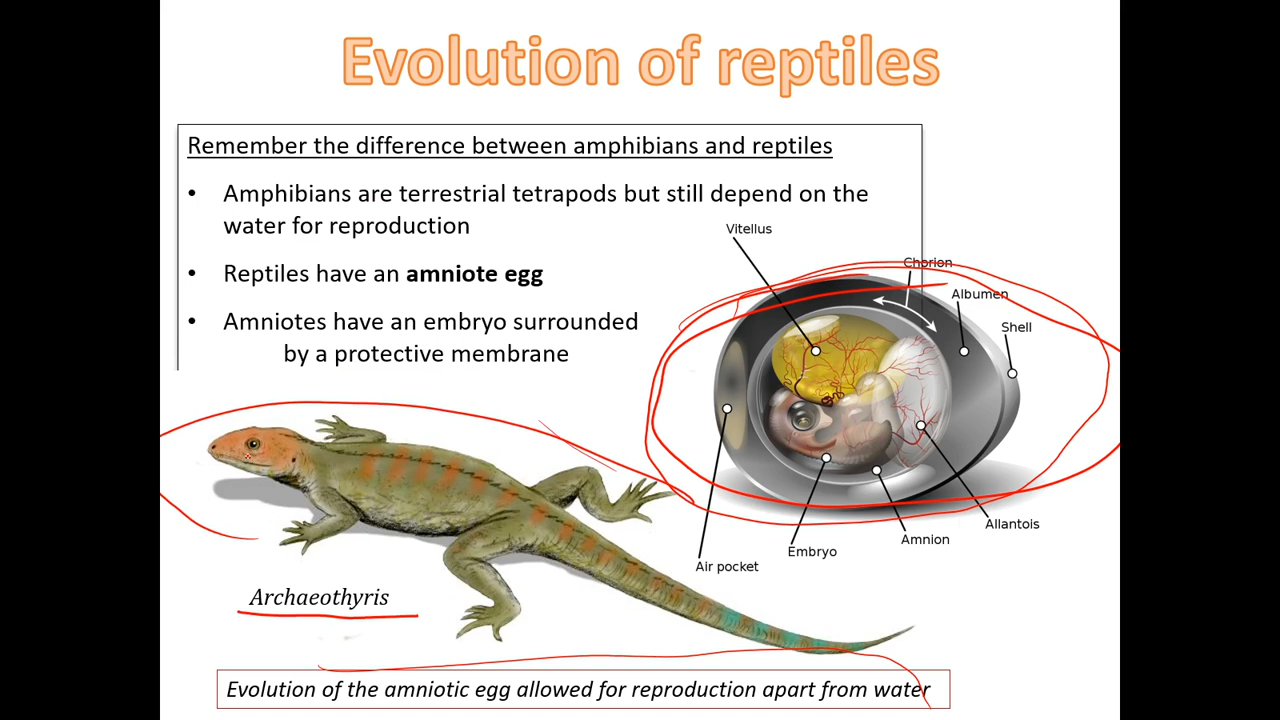 Evolution of reptiles
Remember the difference between amphibians and reptiles
• Amphibians are terrestrial tetrapods but still depend on the
water for reproduction
• Reptiles have an amniote egg
• Amniotes have an embryo surrounded
by a protective membrane
Vitellus
Chorion
Albumen
Shell
Allantois
Amnion
Embryo
Air pocket
Archaeothyris
Evolution of the amniotic egg allowed for reproduction apart from water